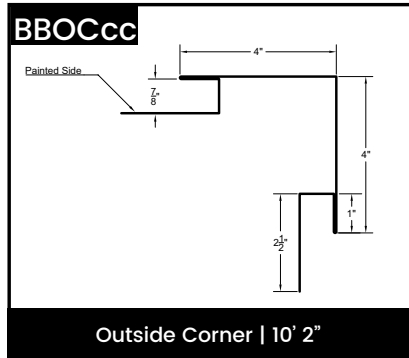 BBOCcc
4"
Painted Side
7/8"
4"
1"
2 1/2"
Outside Corner | 10' 2"